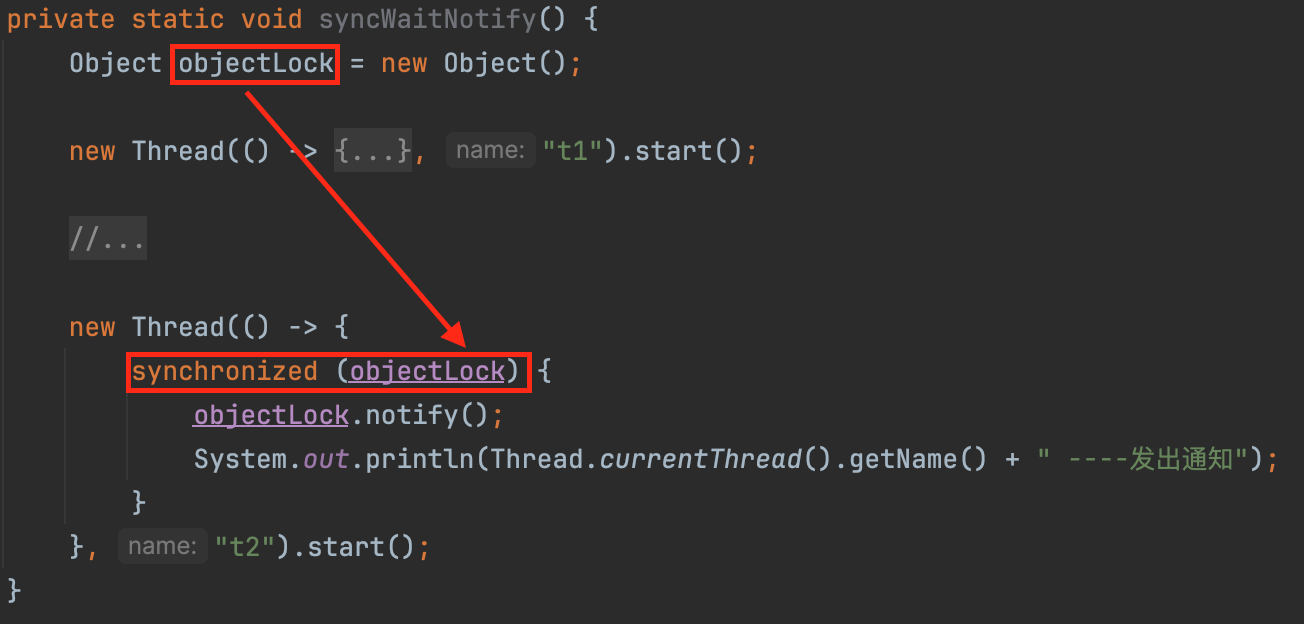 private static void syncWaitNotify() {
Object objectLock = new Object();
new Thread(() -> {...}, name: "t1").start();
//...
new Thread(() -> {
synchronized (objectLock) {
objectLock.notify();
System.out.println(Thread.currentThread().getName() + " ----发出通知");
}
}, name: "t2").start();
}